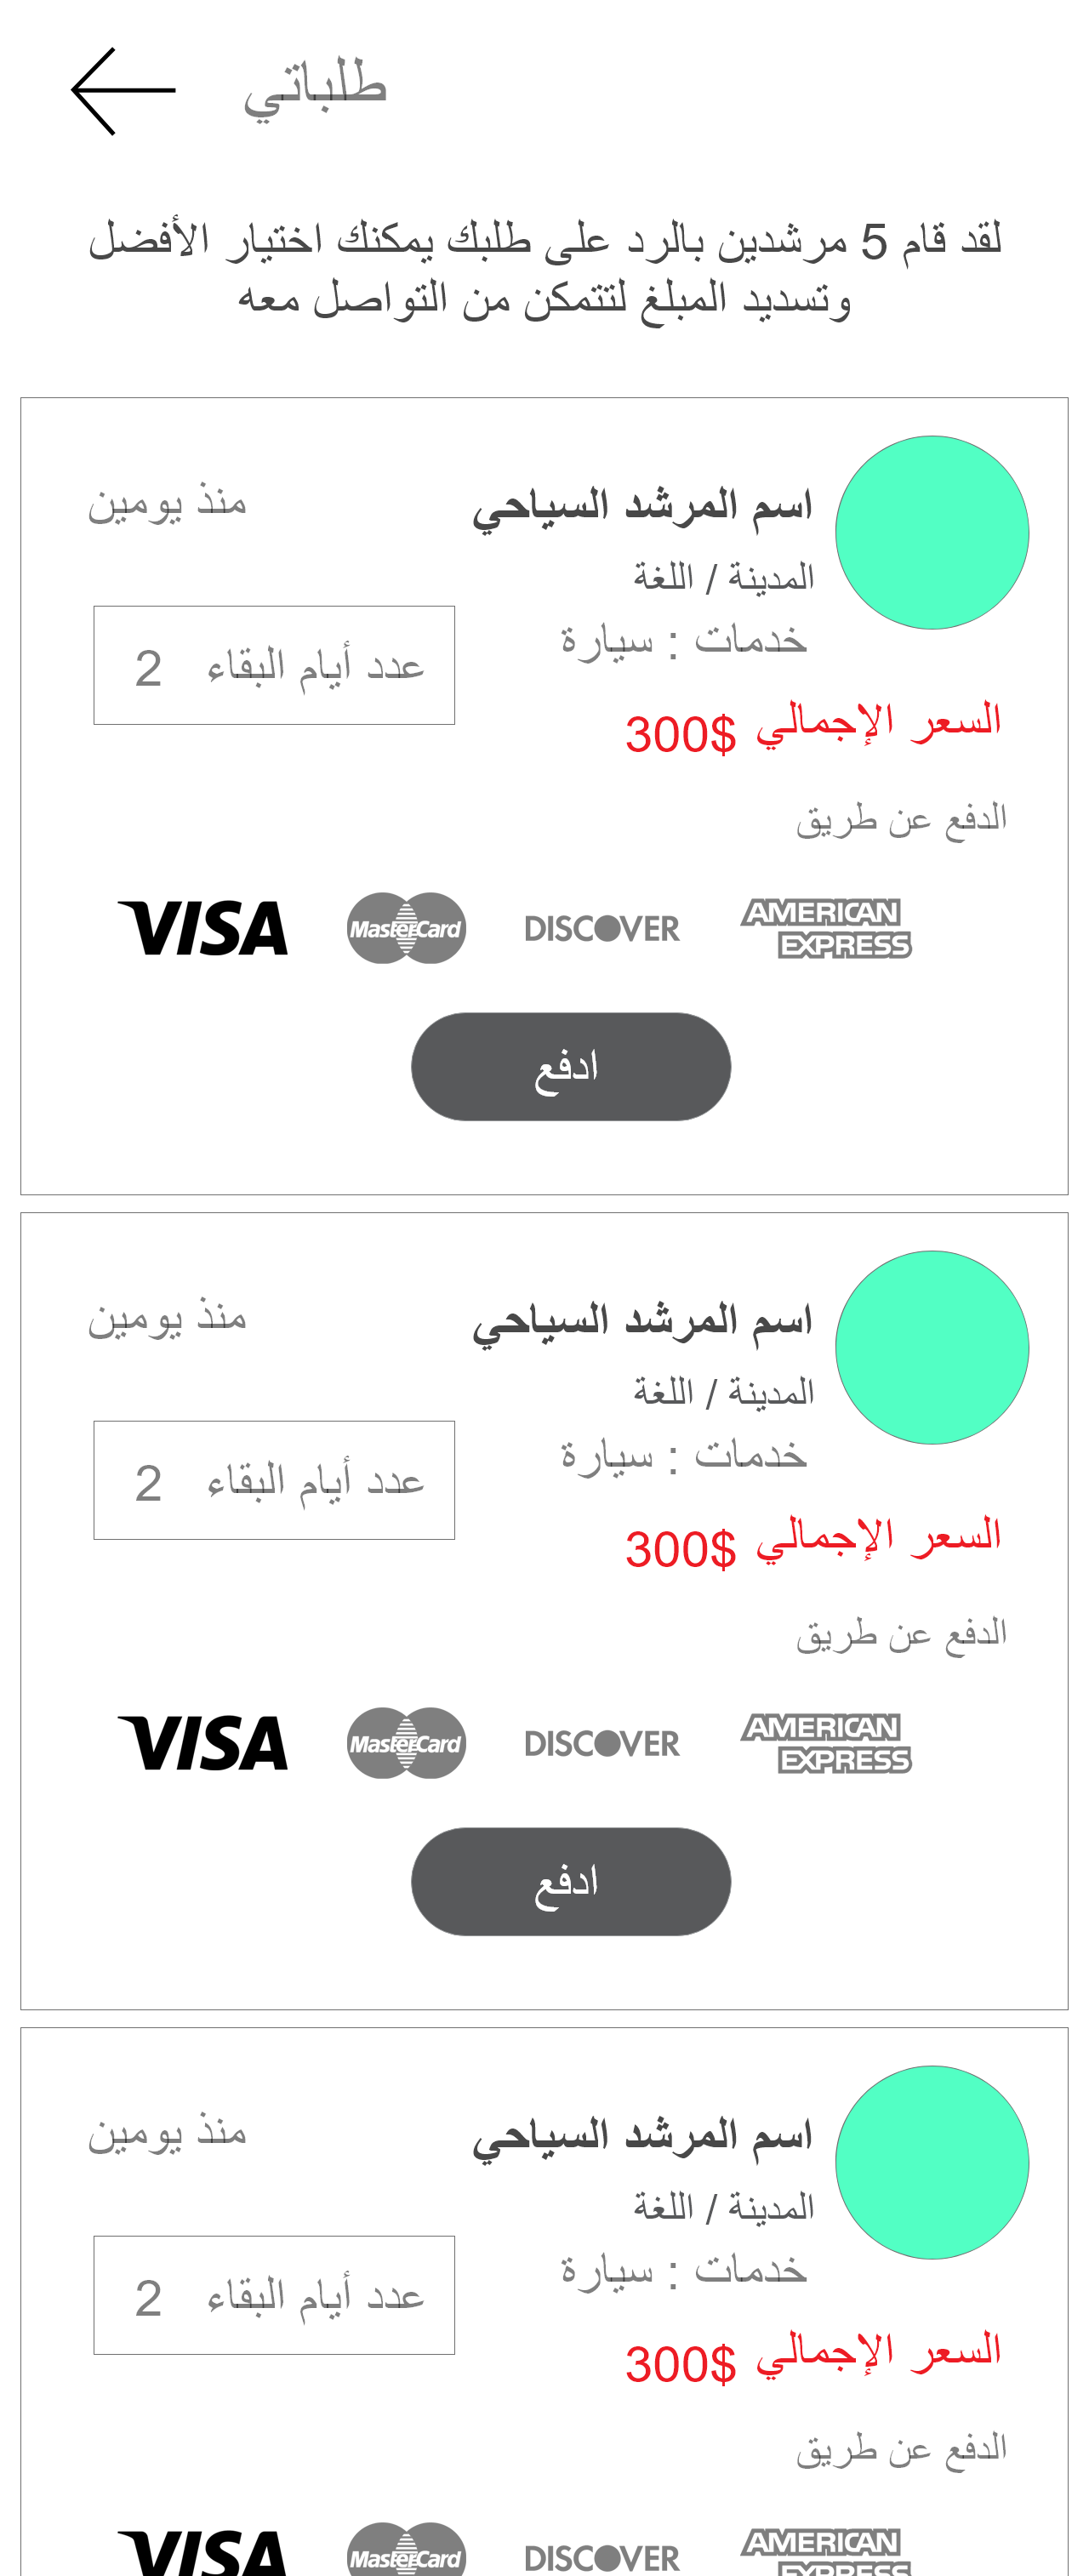 طلباتي
لقد قام 5 مرشدين بالرد على طلبك يمكنك اختيار الأفضل
وتسديد المبلغ لتتمكن من التواصل معه
اسم المرشد السياحي
منذ يومين
المدينة / اللغة
خدمات : سيارة
عدد أيام البقاء 2
السعر الإجمالي 300$
الدفع عن طريق
VISA MasterCard DISCOVER AMERICAN EXPRESS
ادفع
اسم المرشد السياحي
منذ يومين
المدينة / اللغة
خدمات : سيارة
عدد أيام البقاء 2
السعر الإجمالي 300$
الدفع عن طريق
VISA MasterCard DISCOVER AMERICAN EXPRESS
ادفع
اسم المرشد السياحي
منذ يومين
المدينة / اللغة
خدمات : سيارة
عدد أيام البقاء 2
السعر الإجمالي 300$
الدفع عن طريق
VISA MasterCard DISCOVER AMERICAN EXPRESS